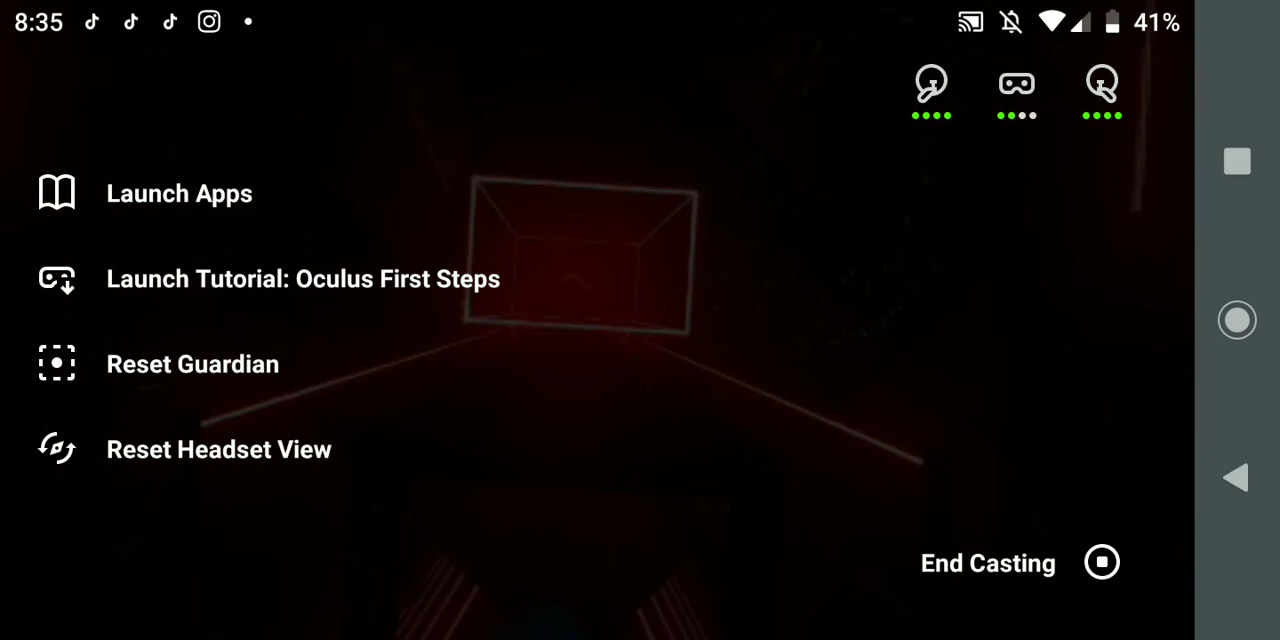 8:35
41%
Launch Apps
Launch Tutorial: Oculus First Steps
Reset Guardian
Reset Headset View
End Casting